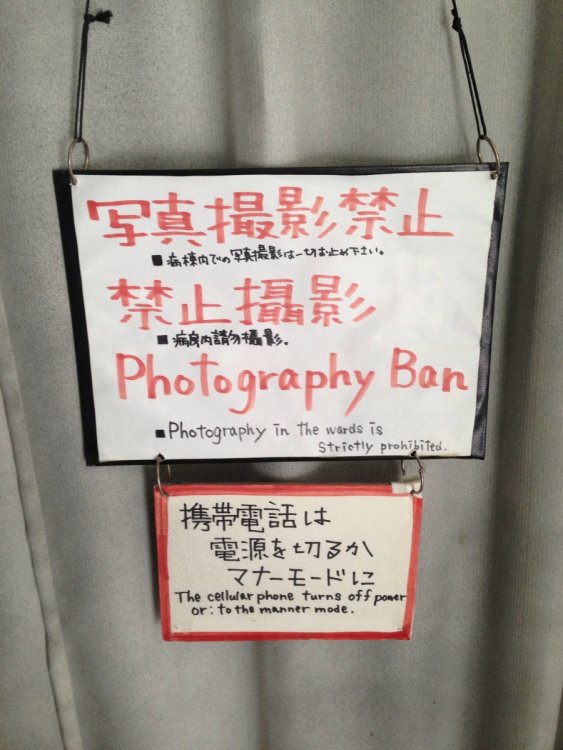 写真撮影禁止
■病棟内での写真撮影は一切お止め下さい。
禁止攝影
■病房内請勿攝影。
Photography Ban
■Photography in the wards is
Strictly prohibited.
携帯電話は
電源を切るか
マナーモードに
The cellular phone turns off power
or: to the manner mode.